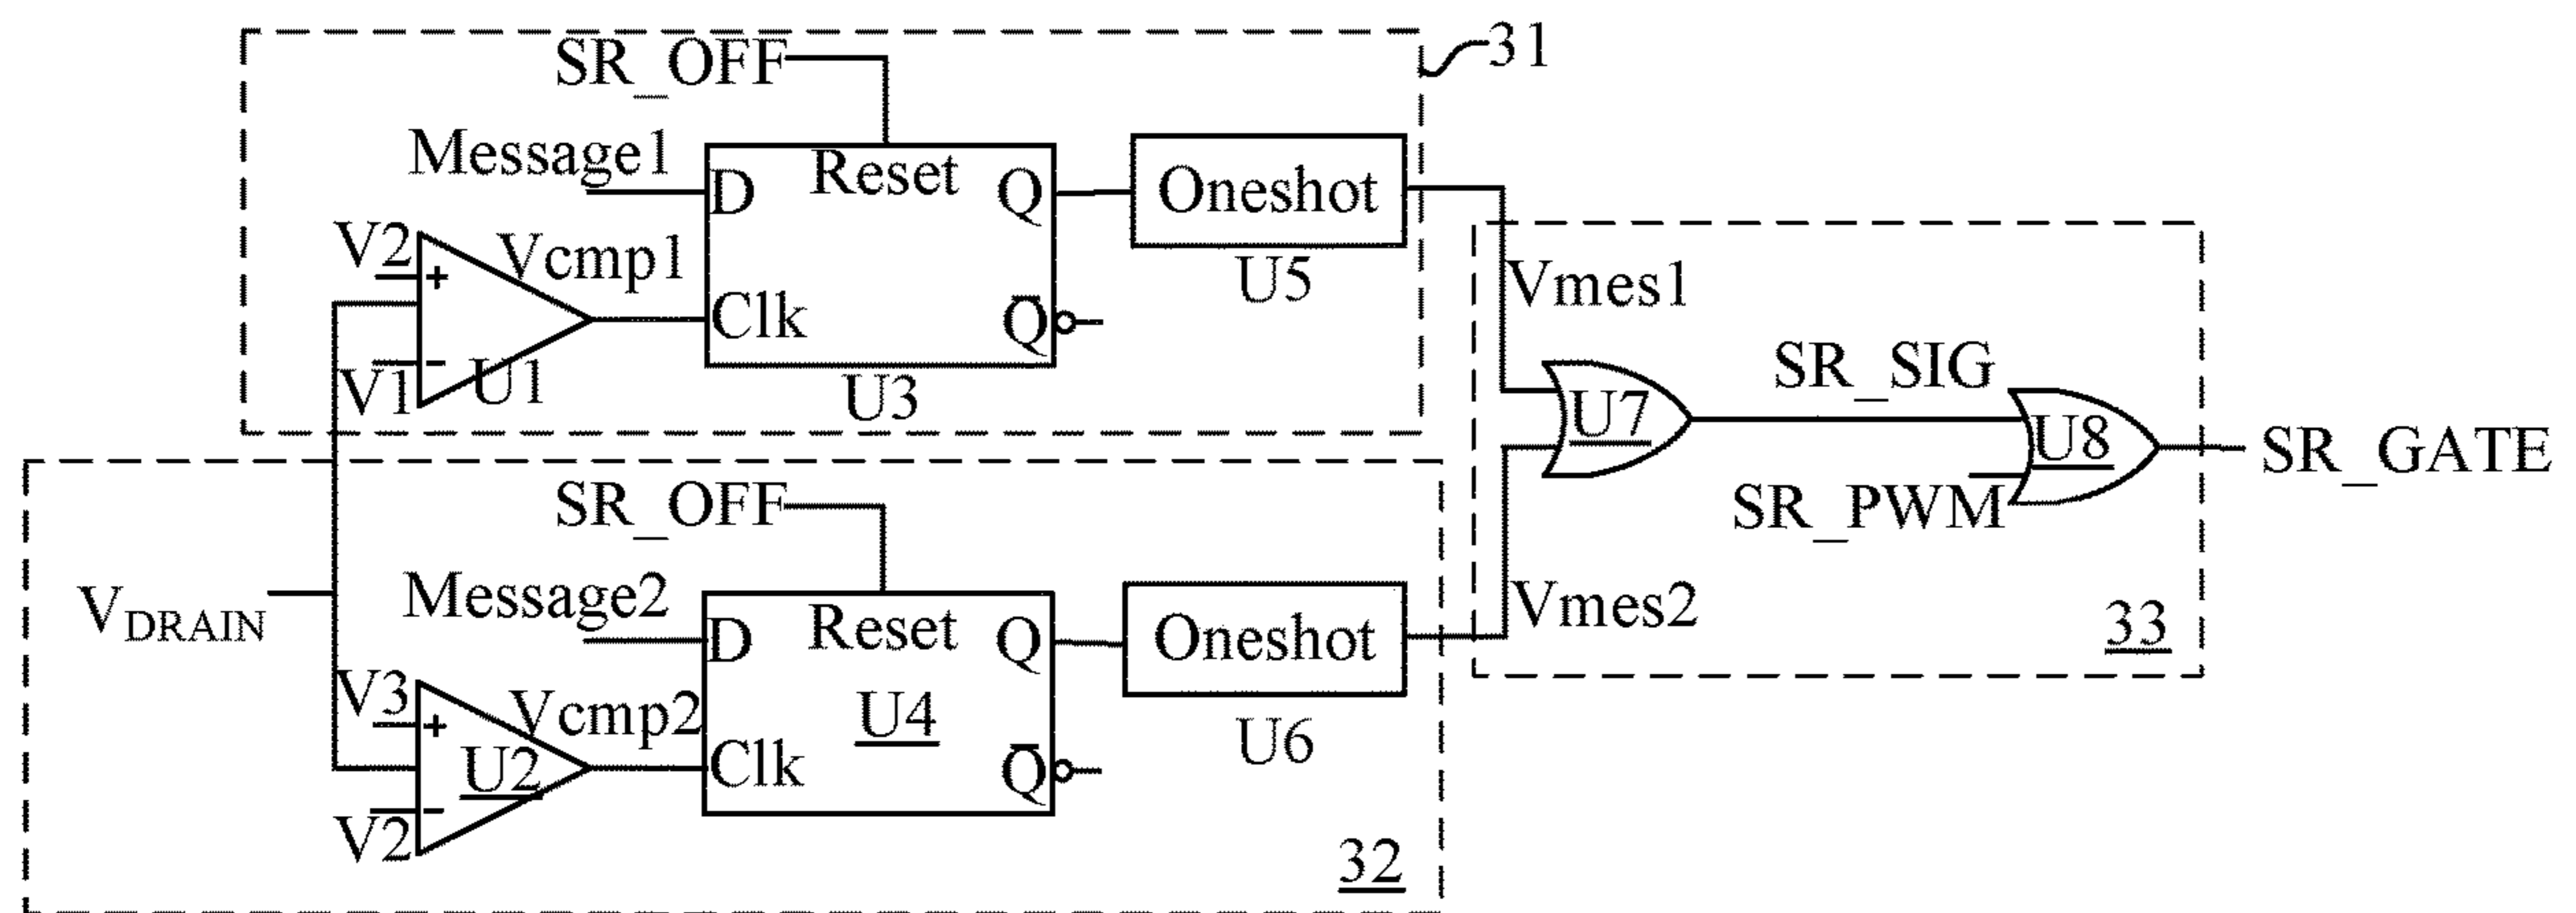 SR_OFF
31
Message1
D
Reset
Q
Oneshot
V2
+
Vcmp1
Clk
Q̅
U5
Vmes1
V1
-
U1
U3
U7
SR_SIG
U8
SR_GATE
SR_PWM
SR_OFF
Message2
D
Reset
Q
Oneshot
Vmes2
33
VDRAIN
V3
+
Vcmp2
U4
U6
U2
Clk
Q̅
V2
-
32